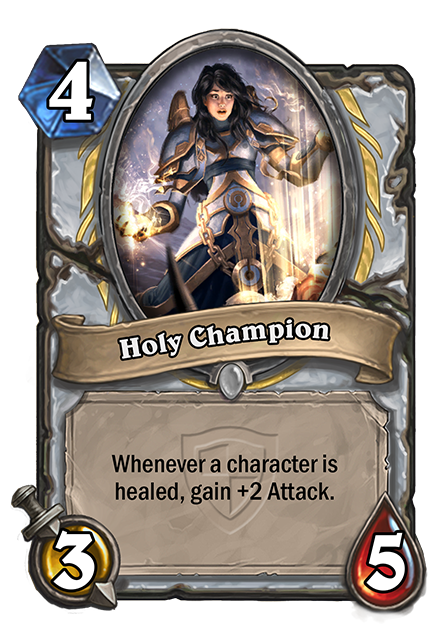 4
Holy Champion
Whenever a character is
healed, gain +2 Attack.
3
5